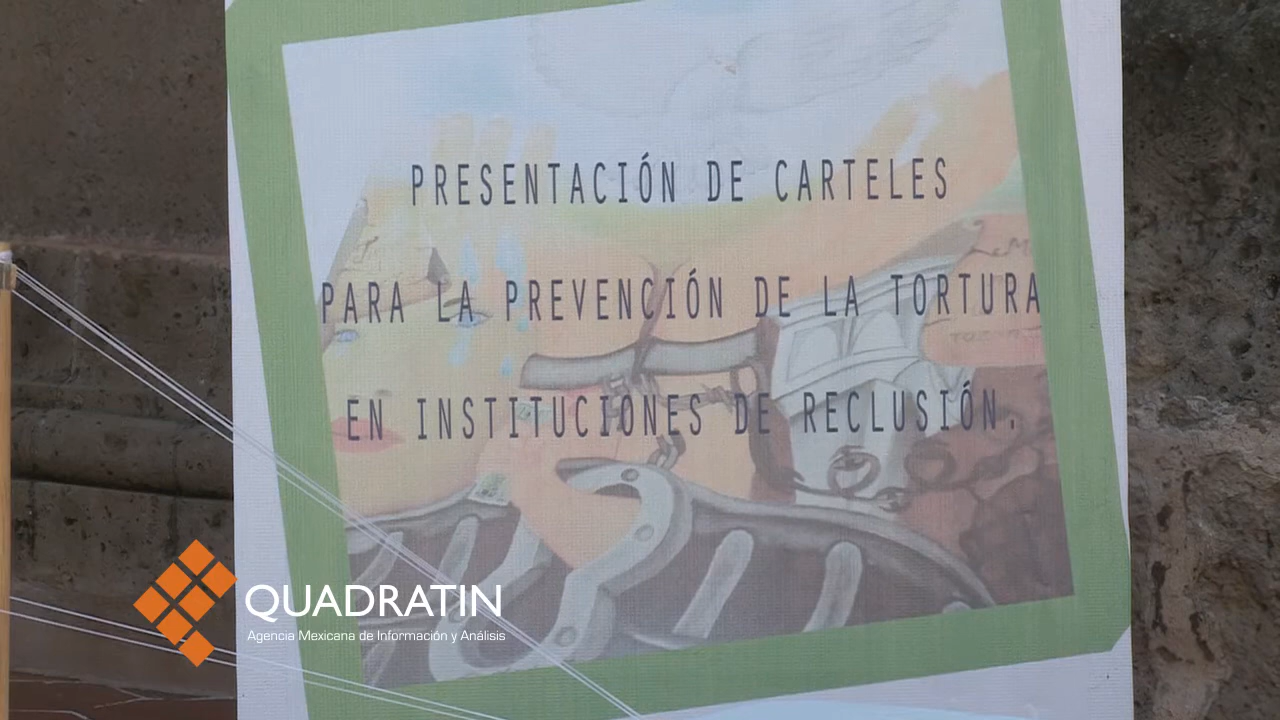 PRESENTACIÓN DE CARTELES
PARA LA PREVENCIÓN DE LA TORTURA
EN INSTITUCIONES DE RECLUSIÓN.
QUADRATIN
Agencia Mexicana de Información y Análisis